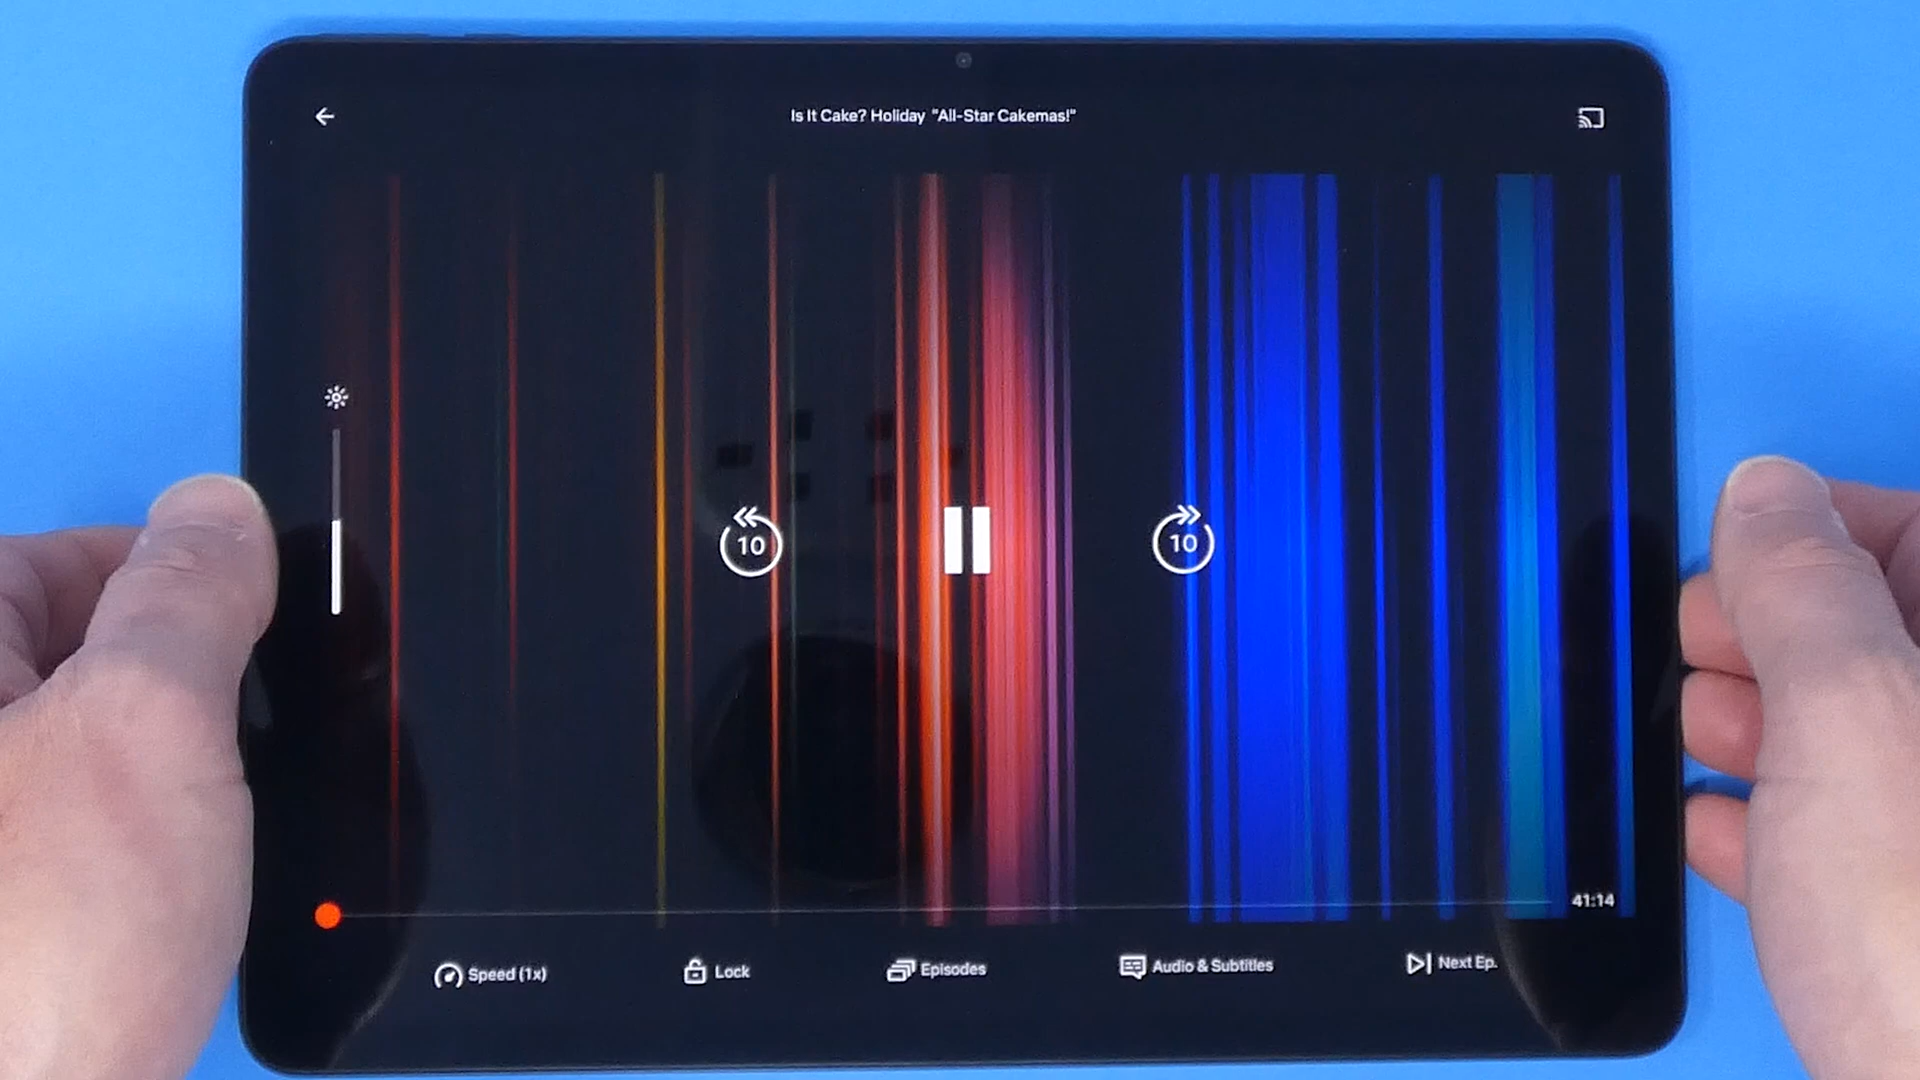 Is It Cake? Holiday "All-Star Cakemas!"
10
10
41:14
Speed (1x)
Lock
Episodes
Audio & Subtitles
Next Ep.